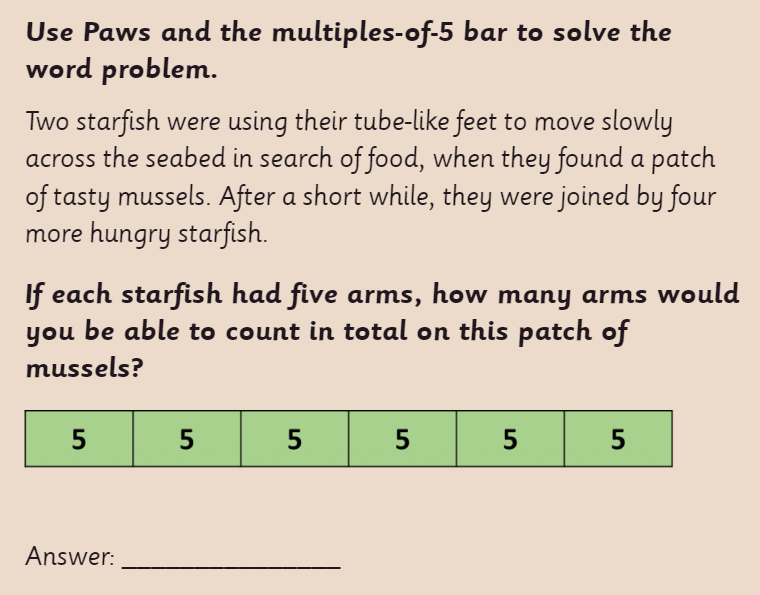 Use Paws and the multiples-of-5 bar to solve the
word problem.
Two starfish were using their tube-like feet to move slowly
across the seabed in search of food, when they found a patch
of tasty mussels. After a short while, they were joined by four
more hungry starfish.
If each starfish had five arms, how many arms would
you be able to count in total on this patch of
mussels?
5 5 5 5 5 5
Answer: _______________